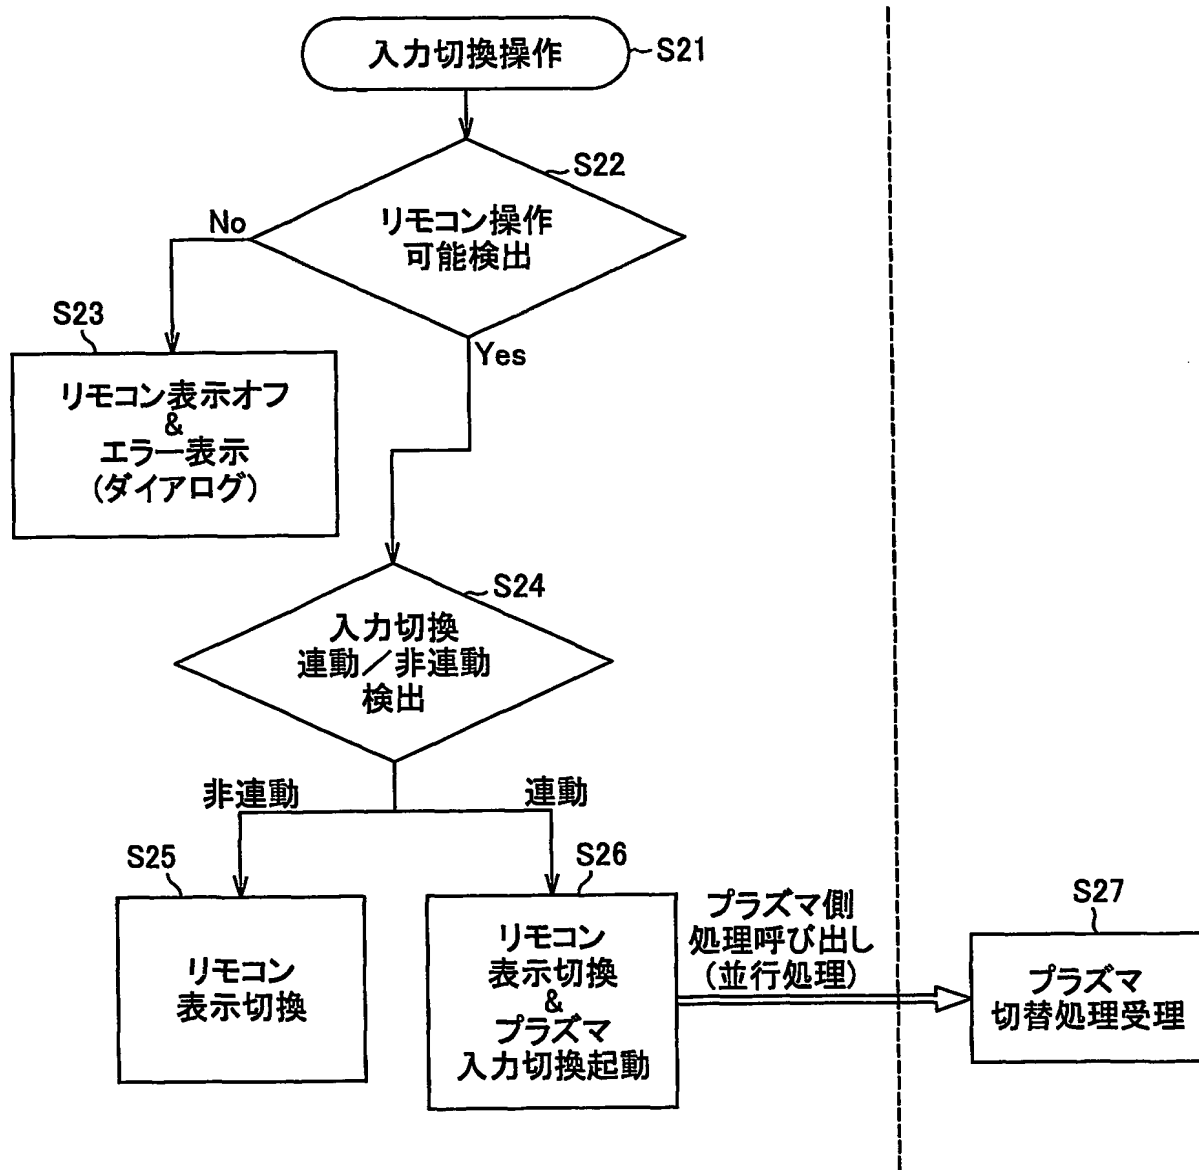 入力切換操作
S21
S22
リモコン操作
可能検出
No
Yes
S23
リモコン表示オフ
&
エラー表示
(ダイアログ)
S24
入力切換
連動／非連動
検出
非連動
連動
S25
リモコン
表示切換
S26
リモコン
表示切換
&
プラズマ
入力切換起動
プラズマ側
処理呼び出し
(並行処理)
S27
プラズマ
切替処理受理